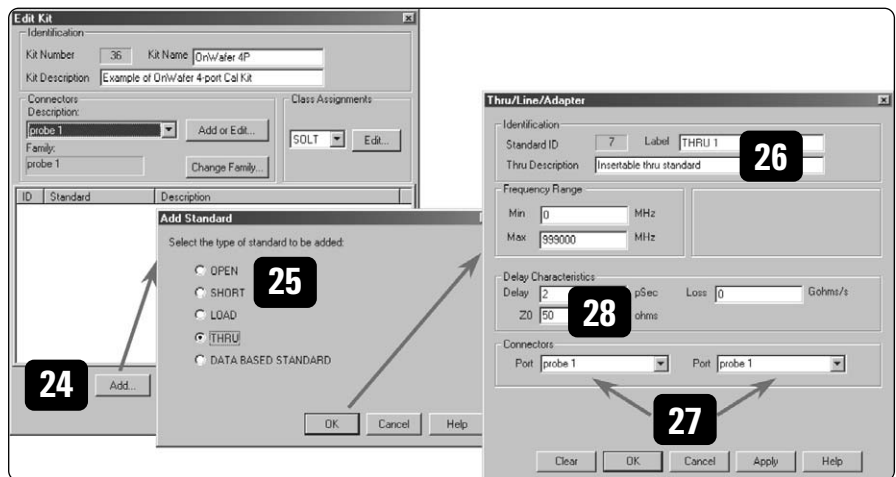 Edit Kit
Identification
Kit Number 36 Kit Name OnWafer 4P
Kit Description Example of OnWafer 4-port Cal Kit
Connectors
Description:
probe 1 Add or Edit...
Family:
probe 1 Change Family...
Class Assignments
SOLT Edit...
ID Standard Description
24 Add...
Add Standard
Select the type of standard to be added:
OPEN
SHORT
LOAD
THRU
DATA BASED STANDARD
25
OK Cancel Help
Thru/Line/Adapter
Identification
Standard ID 7 Label THRU 1
Thru Description Insertable thru standard
26
Frequency Range
Min 0 MHz
Max 999000 MHz
Delay Characteristics
Delay 2 pSec Loss 0 Gohms/s
Z0 50 ohms
28
Connectors
Port probe 1 Port probe 1
27
Clear OK Cancel Apply Help